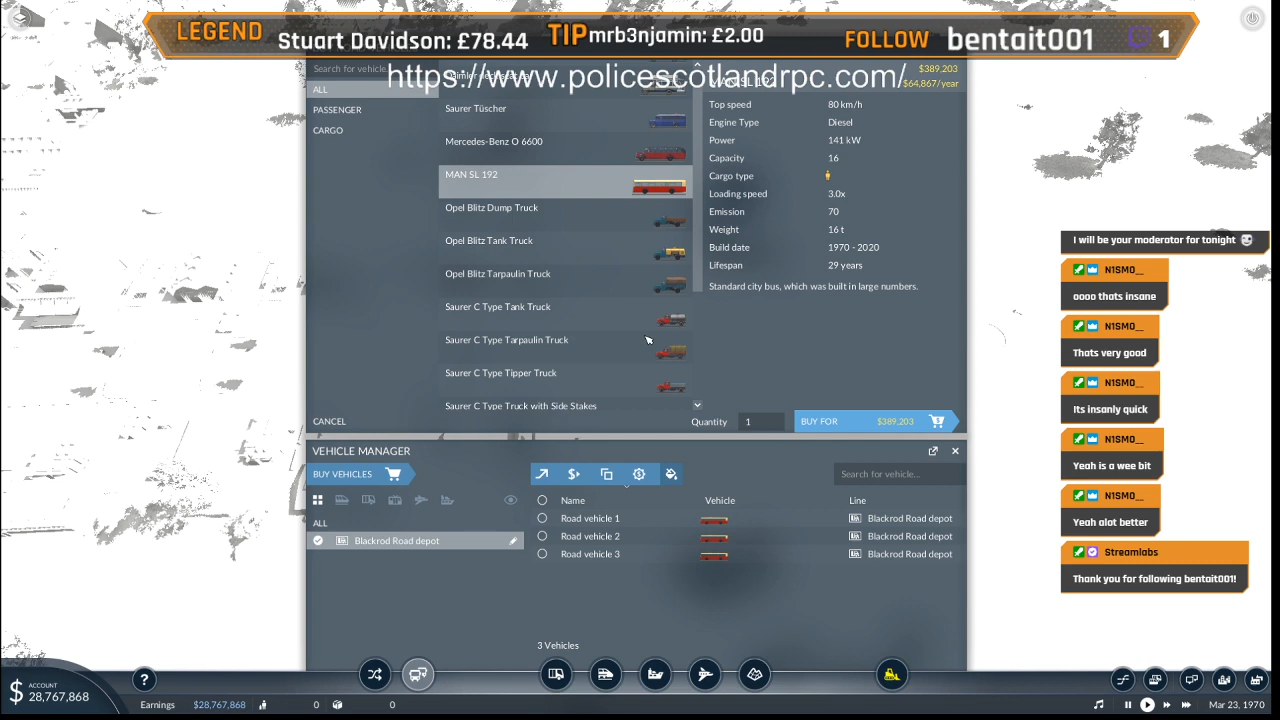 LEGEND
Stuart Davidson: £78.44
TIP
mrb3njamin: £2.00
FOLLOW
bentait001
1
Search for vehicle.
https://www.policescotlandrpc.com/
$389,203
$64,867/year
ALL
PASSENGER
CARGO
Saurer Tüscher
Mercedes-Benz O 6600
MAN SL 192
Opel Blitz Dump Truck
Opel Blitz Tank Truck
Opel Blitz Tarpaulin Truck
Saurer C Type Tank Truck
Saurer C Type Tarpaulin Truck
Saurer C Type Tipper Truck
Saurer C Type Truck with Side Stakes
MAN SL 192
Top speed 80 km/h
Engine Type Diesel
Power 141 kW
Capacity 16
Cargo type
Loading speed 3.0x
Emission 70
Weight 16 t
Build date 1970 - 2020
Lifespan 29 years
Standard city bus, which was built in large numbers.
CANCEL
Quantity 1
BUY FOR $389,203
VEHICLE MANAGER
BUY VEHICLES
Search for vehicle...
ALL
Blackrod Road depot
Name Vehicle Line
Road vehicle 1 Blackrod Road depot
Road vehicle 2 Blackrod Road depot
Road vehicle 3 Blackrod Road depot
3 Vehicles
I will be your moderator for tonight
N1SMO__
oooo thats insane
N1SMO__
Thats very good
N1SMO__
Its insanly quick
N1SMO__
Yeah is a wee bit
N1SMO__
Yeah alot better
Streamlabs
Thank you for following bentait001!
?
$ ACCOUNT
28,767,868
Earnings $28,767,868 0 0
Mar 23, 1970